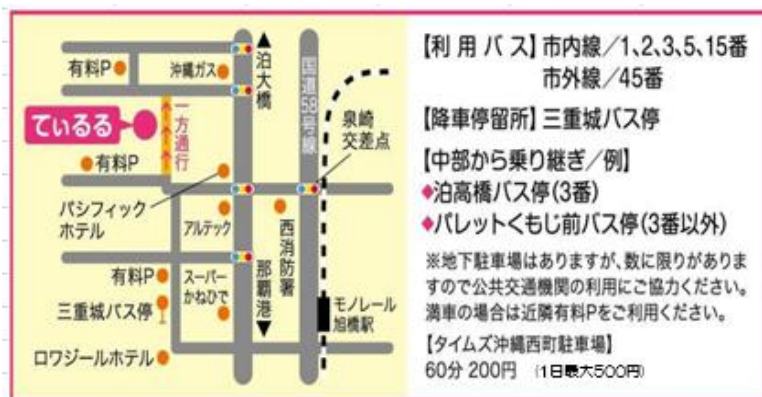 ▲泊大橋
国道58号線
有料P
沖縄ガス
ているる
一方通行
泉崎
交差点
有料P
パシフィック
ホテル
アルテック
西消防署
有料P
スーパー
かねひで
那覇港▼
三重城バス停
モノレール
旭橋駅
ロワジールホテル
【利用バス】市内線/1、2、3、5、15番
市外線/45番
【降車停留所】三重城バス停
【中部から乗り継ぎ/例】
◆泊高橋バス停(3番)
◆パレットくもじ前バス停(3番以外)
※地下駐車場はありますが、数に限りがありま
すので公共交通機関の利用にご協力ください。
満車の場合は近隣有料Pをご利用ください。
【タイムズ沖縄西町駐車場】
60分 200円 (1日最大500円)